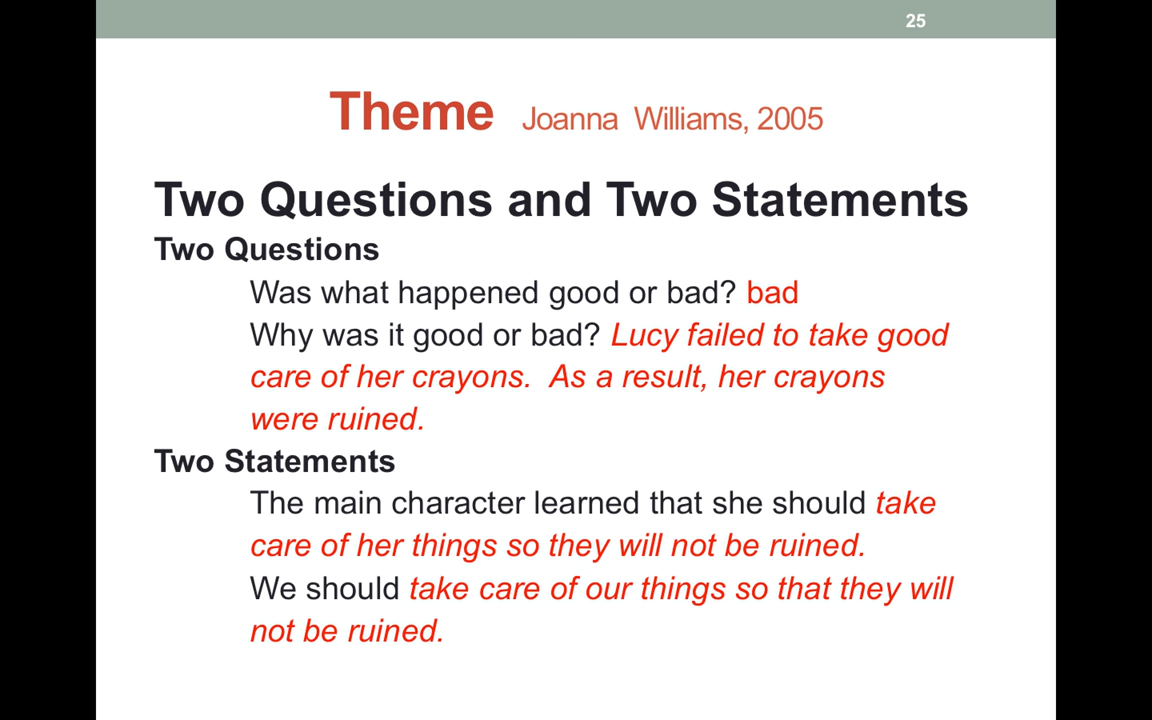 25
Theme Joanna Williams, 2005
Two Questions and Two Statements
Two Questions
Was what happened good or bad? bad
Why was it good or bad? Lucy failed to take good
care of her crayons. As a result, her crayons
were ruined.
Two Statements
The main character learned that she should take
care of her things so they will not be ruined.
We should take care of our things so that they will
not be ruined.